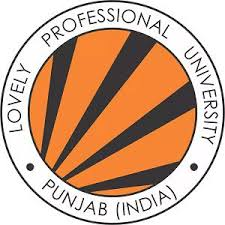 LOVELY PROFESSIONAL UNIVERSITY
PUNJAB (INDIA)